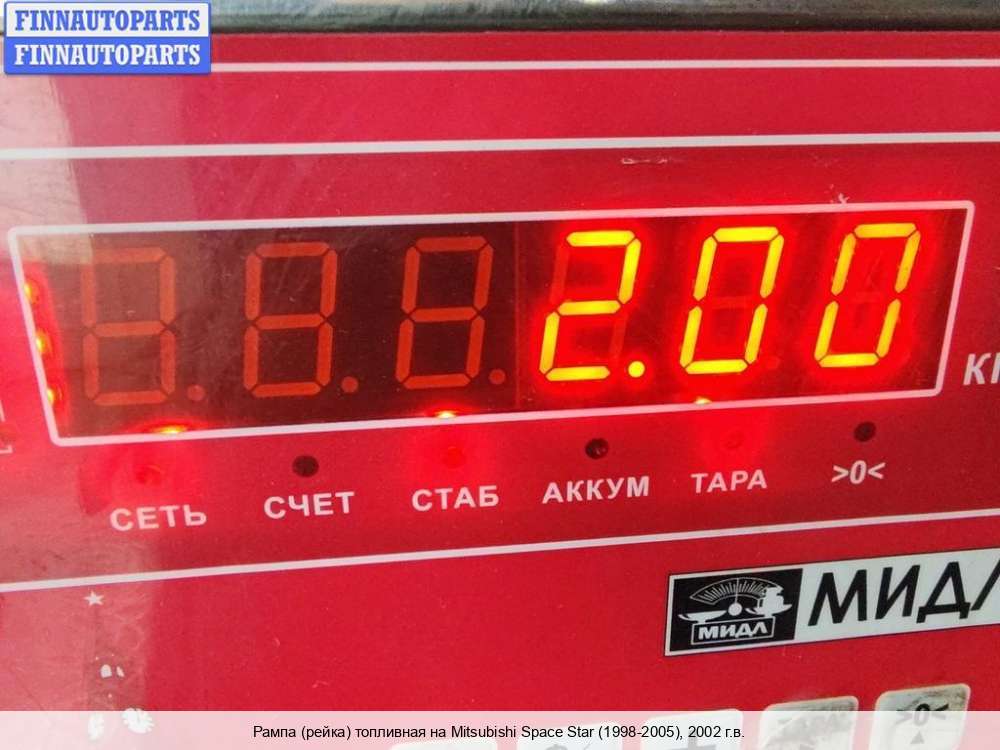 FINNAUTOPARTS
FINNAUTOPARTS
2.00
СЕТЬ СЧЕТ СТАБ АККУМ ТАРА >0<
МИДЛ
>0<
Рампа (рейка) топливная на Mitsubishi Space Star (1998-2005), 2002 г.в.